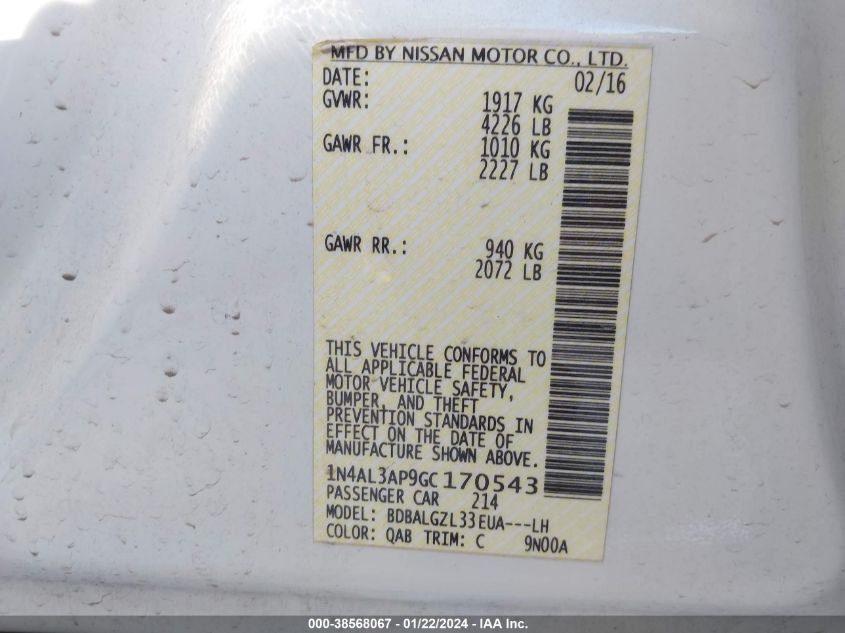 MFD BY NISSAN MOTOR CO., LTD.
DATE: 02/16
GVWR: 1917 KG
4226 LB
GAWR FR.: 1010 KG
2227 LB
GAWR RR.: 940 KG
2072 LB
THIS VEHICLE CONFORMS TO
ALL APPLICABLE FEDERAL
MOTOR VEHICLE SAFETY,
BUMPER, AND THEFT
PREVENTION STANDARDS IN
EFFECT ON THE DATE OF
MANUFACTURE SHOWN ABOVE.
1N4AL3AP9GC170543
PASSENGER CAR 214
MODEL: BDBALGZL33EUA---LH
COLOR: QAB TRIM: C 9N00A
000-38568067 - 01/22/2024 - IAA Inc.